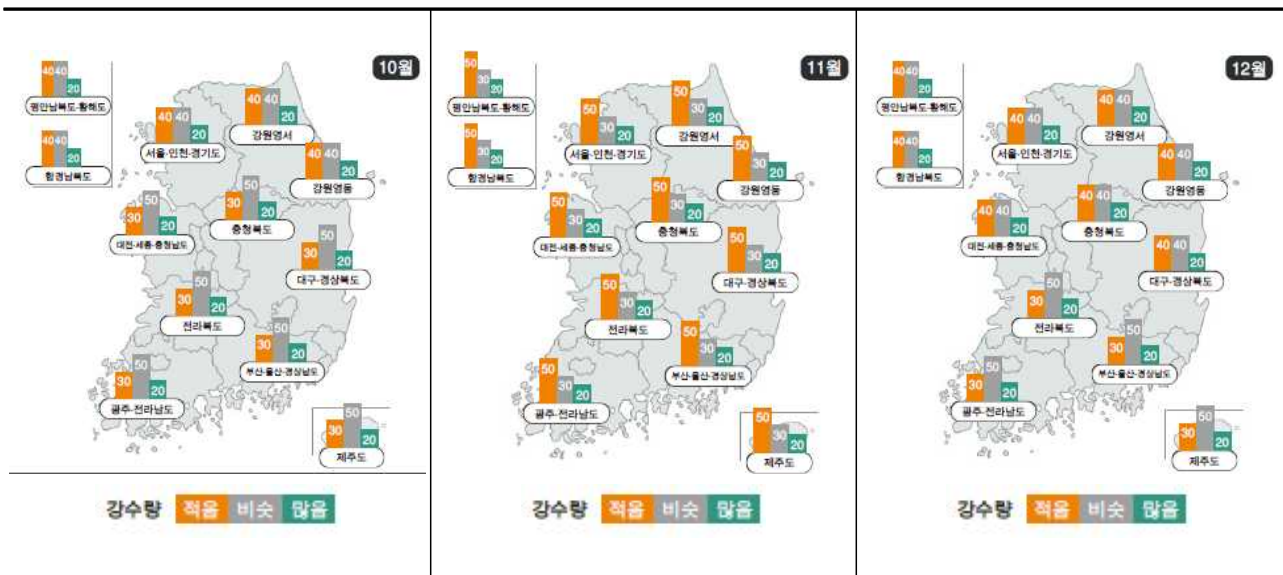 10월
40 40 20
평안남북도·황해도
40 40 20
함경남북도
40 40 20
서울·인천·경기도
40 40 20
강원영서
40 40 20
강원영동
30 50 20
대전·세종·충청남도
30 50 20
충청북도
30 50 20
대구·경상북도
30 50 20
전라북도
30 50 20
부산·울산·경상남도
30 50 20
광주·전라남도
30 50 20
제주도
강수량 적음 비슷 많음
11월
50 30 20
평안남북도·황해도
50 30 20
함경남북도
50 30 20
서울·인천·경기도
50 30 20
강원영서
50 30 20
강원영동
50 30 20
대전·세종·충청남도
50 30 20
충청북도
50 30 20
대구·경상북도
50 30 20
전라북도
50 30 20
부산·울산·경상남도
50 30 20
광주·전라남도
50 30 20
제주도
강수량 적음 비슷 많음
12월
40 40 20
평안남북도·황해도
40 40 20
함경남북도
40 40 20
서울·인천·경기도
40 40 20
강원영서
40 40 20
강원영동
40 40 20
대전·세종·충청남도
40 40 20
충청북도
40 40 20
대구·경상북도
30 50 20
전라북도
30 50 20
부산·울산·경상남도
30 50 20
광주·전라남도
30 50 20
제주도
강수량 적음 비슷 많음